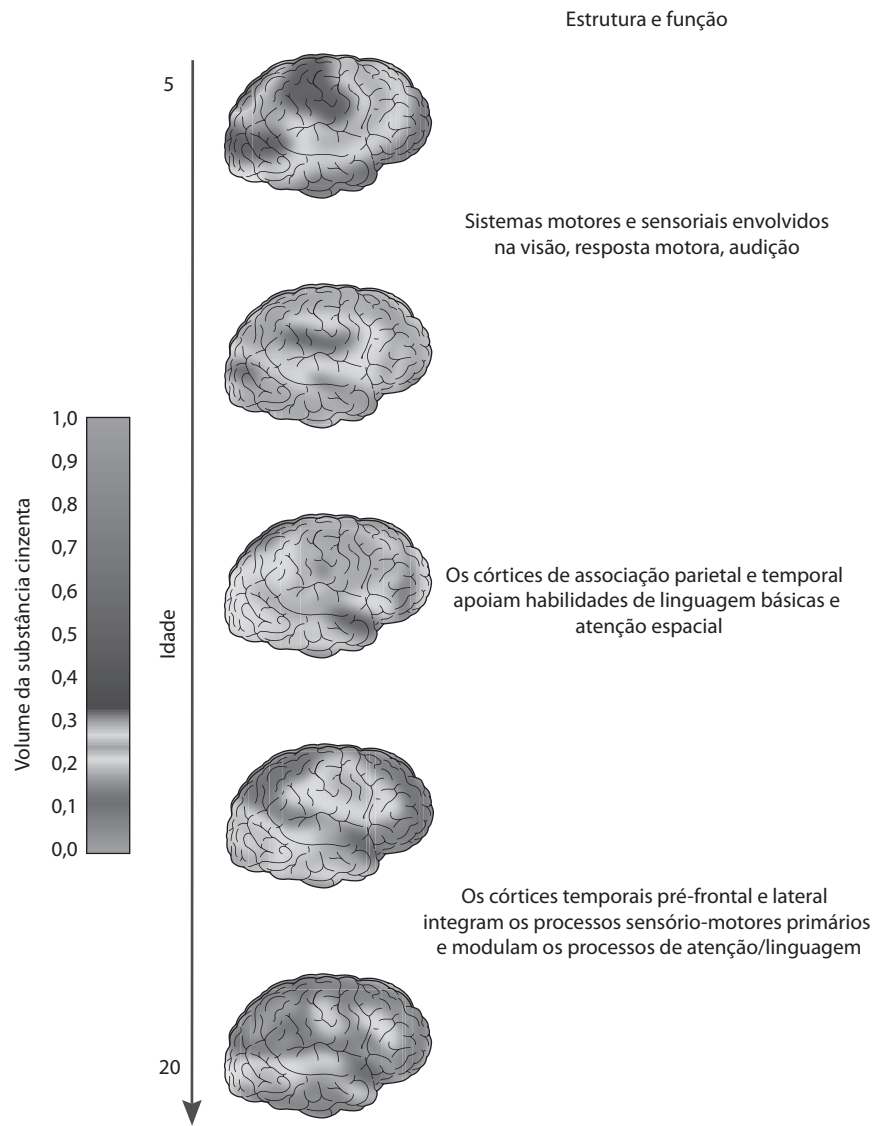 Estrutura e função
5
Sistemas motores e sensoriais envolvidos
na visão, resposta motora, audição
1,0
0,9
0,8
0,7
0,6
0,5
0,4
0,3
0,2
0,1
0,0
Volume da substância cinzenta
Idade
Os córtices de associação parietal e temporal
apoiam habilidades de linguagem básicas e
atenção espacial
Os córtices temporais pré-frontal e lateral
integram os processos sensório-motores primários
e modulam os processos de atenção/linguagem
20